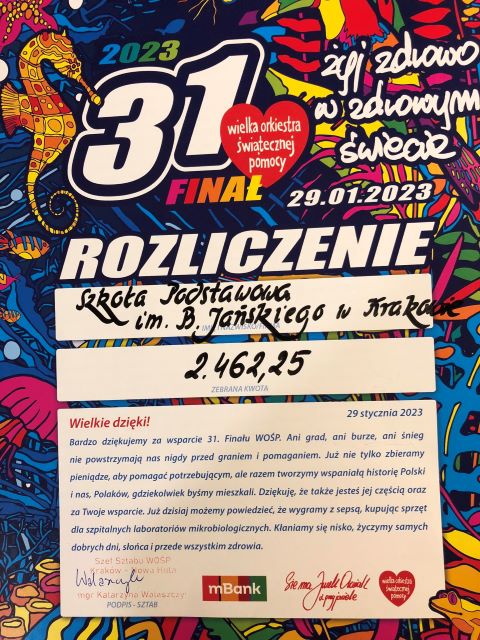 2023
31
FINAŁ
wielka orkiestra
świątecznej
pomocy
żyj zdrowo
w zdrowym
świecie
29.01.2023
ROZLICZENIE
Szkoła Podstawowa
im. B. Jańskiego w Krakowie
2.462,25
ZEBRANA KWOTA
29 stycznia 2023
Wielkie dzięki!
Bardzo dziękujemy za wsparcie 31. Finału WOŚP. Ani grad, ani burze, ani śnieg
nie powstrzymają nas nigdy przed graniem i pomaganiem. Już nie tylko zbieramy
pieniądze, aby pomagać potrzebującym, ale razem tworzymy wspaniałą historię Polski
i nas, Polaków, gdziekolwiek byśmy mieszkali. Dziękuję, że także jesteś jej częścią oraz
za Twoje wsparcie. Już dzisiaj możemy powiedzieć, że wygramy z sepsą, kupując sprzęt
dla szpitalnych laboratoriów mikrobiologicznych. Kłaniamy się nisko, życzymy samych
dobrych dni, słońca i przede wszystkim zdrowia.
Szef Sztabu WOŚP
Kraków - Nowa Huta
mgr Katarzyna
PODPIS - SZTAB
mBank
wielka orkiestra
świątecznej
pomocy